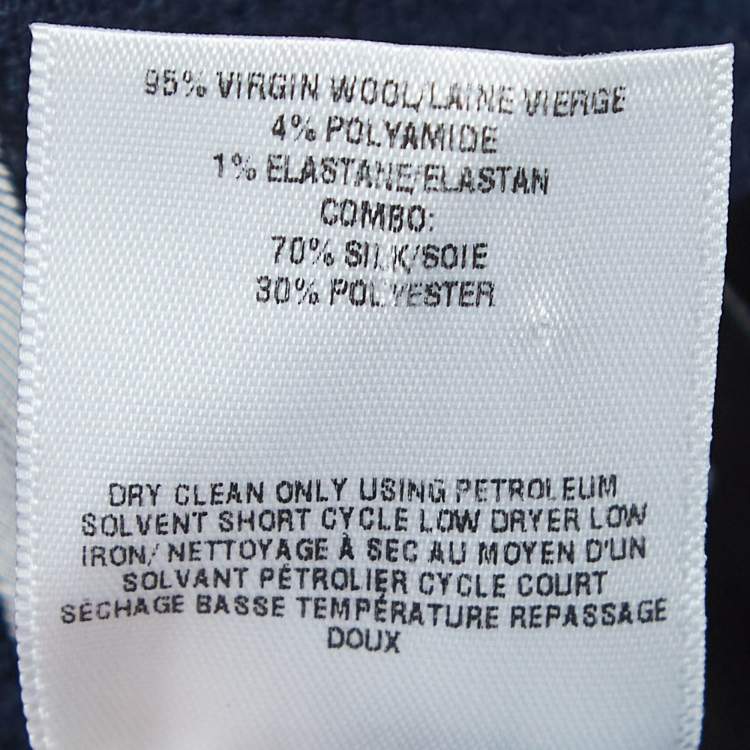 95% VIRGIN WOOL/LAINE VIERGE
4% POLYAMIDE
1% ELASTANE/ELASTAN
COMBO:
70% SILK/SOIE
30% POLYESTER
DRY CLEAN ONLY USING PETROLEUM
SOLVENT SHORT CYCLE LOW DRYER LOW
IRON/ NETTOYAGE À SEC AU MOYEN D'UN
SOLVANT PÉTROLIER CYCLE COURT
SÉCHAGE BASSE TEMPÉRATURE REPASSAGE
DOUX